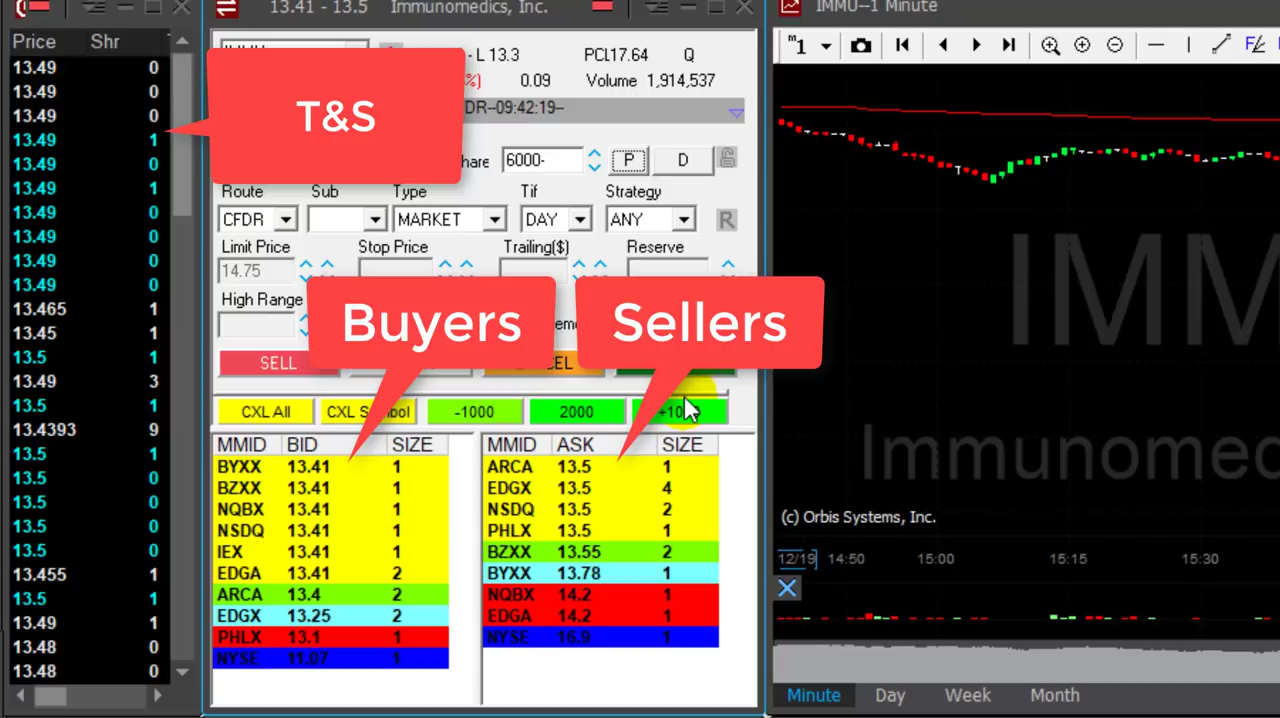 13.41 - 13.5 Immunomedics, Inc.
IMMU--1 Minute
Price Shr
13.49 0
13.49 0
13.49 0
13.49 1
13.49 0
13.49 1
13.49 0
13.49 0
13.49 0
13.49 0
13.465 1
13.45 1
13.5 1
13.49 3
13.5 1
13.4393 9
13.5 1
13.5 0
13.5 0
13.5 0
13.5 0
13.455 1
13.5 1
13.49 1
13.48 0
13.48 0
T&S
- L 13.3 PCL17.64 Q
%) 0.09 Volume 1,914,537
DR--09:42:19--
hare 6000- P D
Route Sub Type Tif Strategy
CFDR MARKET DAY ANY R
Limit Price Stop Price Trailing($) Reserve
14.75
High Range
Buyers
Sellers
SELL
CXL All CXL Symbol -1000 2000
MMID BID SIZE
BYXX 13.41 1
BZXX 13.41 1
NQBX 13.41 1
NSDQ 13.41 1
IEX 13.41 1
EDGA 13.41 2
ARCA 13.4 2
EDGX 13.25 2
PHLX 13.1 1
NYSE 11.07 1
MMID ASK SIZE
ARCA 13.5 1
EDGX 13.5 4
NSDQ 13.5 2
PHLX 13.5 1
BZXX 13.55 2
BYXX 13.78 1
NQBX 14.2 1
EDGA 14.2 1
NYSE 16.9 1
m1
IMMU
Immunomedic
(c) Orbis Systems, Inc.
12/19 14:50 15:00 15:15 15:30
Minute Day Week Month